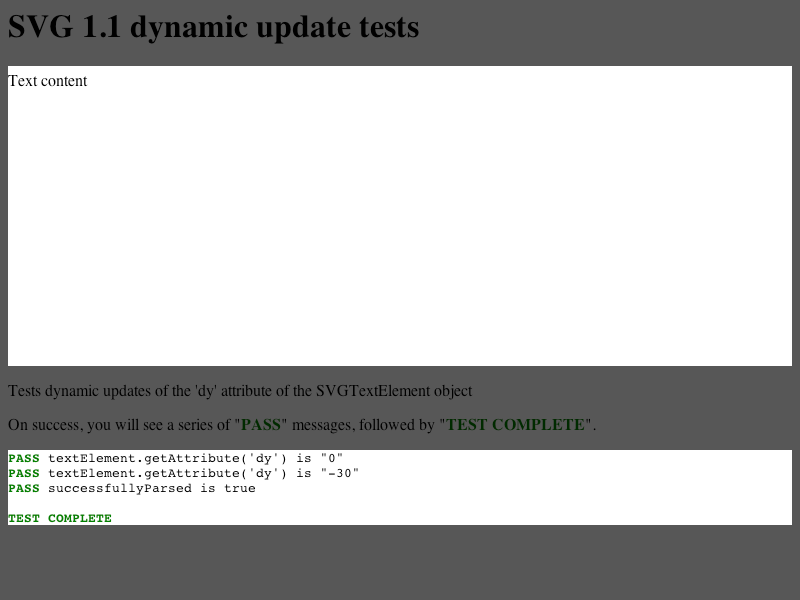 SVG 1.1 dynamic update tests
Text content
Tests dynamic updates of the 'dy' attribute of the SVGTextElement object
On success, you will see a series of "PASS" messages, followed by "TEST COMPLETE".
PASS textElement.getAttribute('dy') is "0"
PASS textElement.getAttribute('dy') is "-30"
PASS successfullyParsed is true
TEST COMPLETE